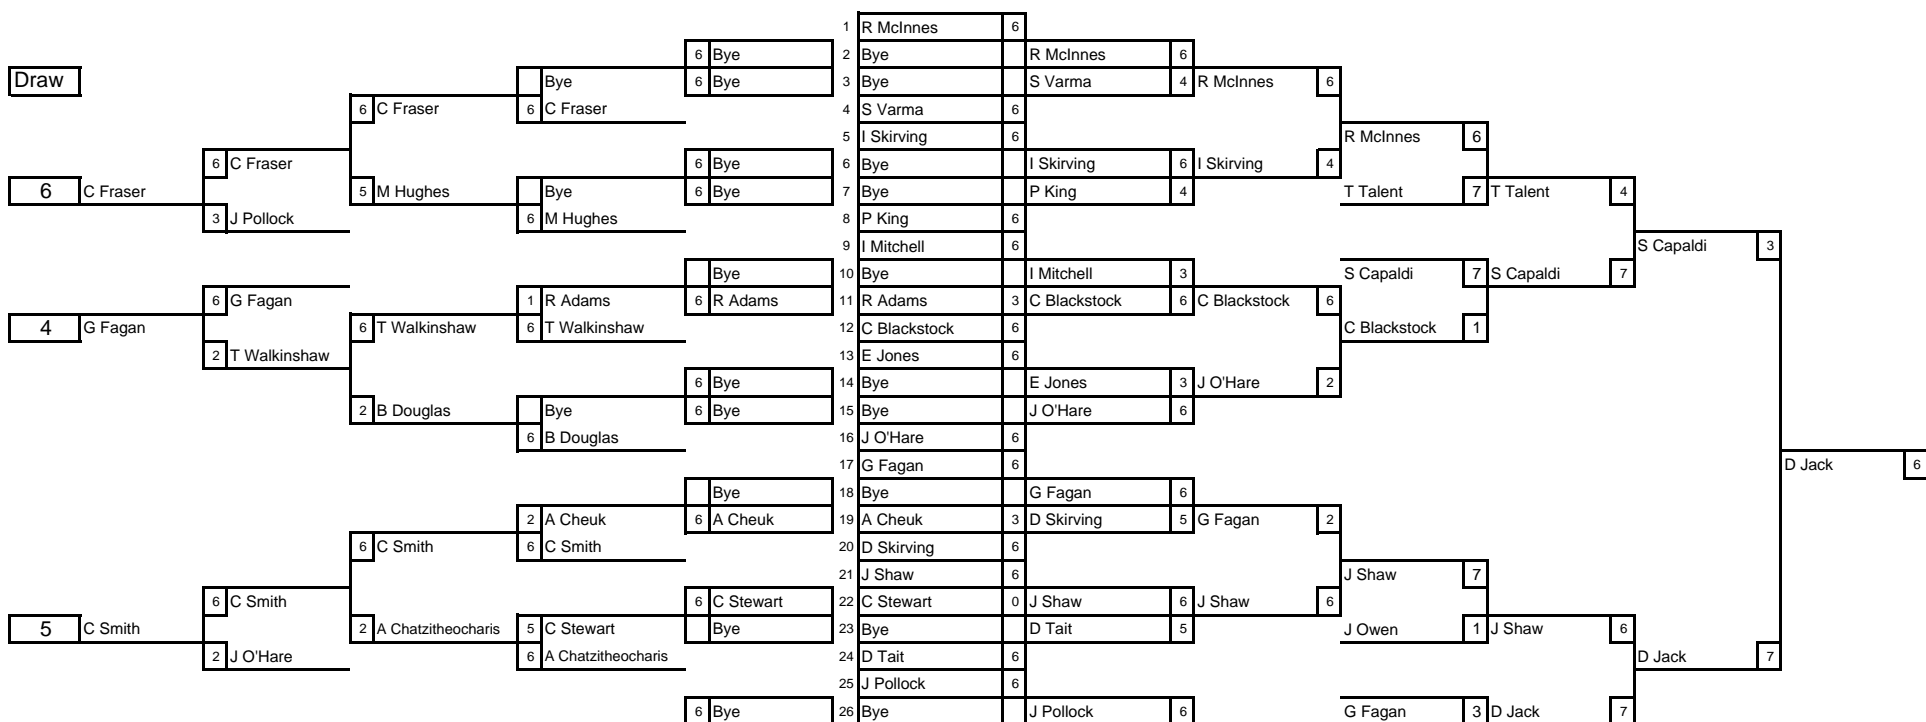 1 R McInnes 6
6 Bye 2 Bye R McInnes 6
Draw Bye 6 Bye 3 Bye S Varma 4 R McInnes 6
6 C Fraser 6 C Fraser 4 S Varma 6
5 I Skirving 6 R McInnes 6
6 C Fraser 6 Bye 6 Bye I Skirving 6 I Skirving 4
6 C Fraser 5 M Hughes Bye 6 Bye 7 Bye P King 4 T Talent 7 T Talent 4
3 J Pollock 6 M Hughes 8 P King 6
9 I Mitchell 6 S Capaldi 3
Bye 10 Bye I Mitchell 3 S Capaldi 7 S Capaldi 7
6 G Fagan 1 R Adams 6 R Adams 11 R Adams 3 C Blackstock 6 C Blackstock 6
4 G Fagan 6 T Walkinshaw 6 T Walkinshaw 12 C Blackstock 6 C Blackstock 1
2 T Walkinshaw 13 E Jones 6
6 Bye 14 Bye E Jones 3 J O'Hare 2
2 B Douglas Bye 6 Bye 15 Bye J O'Hare 6
6 B Douglas 16 J O'Hare 6
17 G Fagan 6 D Jack 6
Bye 18 Bye G Fagan 6
2 A Cheuk 6 A Cheuk 19 A Cheuk 3 D Skirving 5 G Fagan 2
6 C Smith 6 C Smith 20 D Skirving 6
21 J Shaw 6 J Shaw 7
6 C Smith 6 C Stewart 22 C Stewart 0 J Shaw 6 J Shaw 6
5 C Smith 2 A Chatzitheocharis 5 C Stewart Bye 23 Bye D Tait 5 J Owen 1 J Shaw 6
2 J O'Hare 6 A Chatzitheocharis 24 D Tait 6 D Jack 7
25 J Pollock 6
6 Bye 26 Bye J Pollock 6 G Fagan 3 D Jack 7